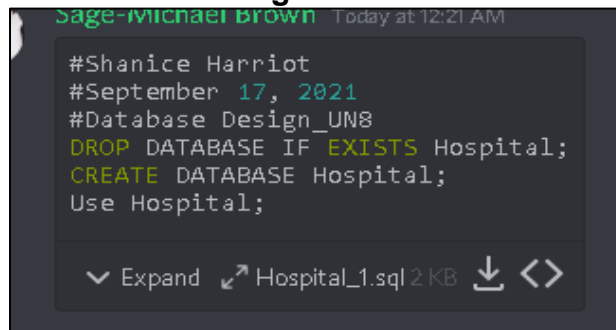 Sage-Michael Brown Today at 12:21 AM
#Shanice Harriot
#September 17, 2021
#Database Design_UN8
DROP DATABASE IF EXISTS Hospital;
CREATE DATABASE Hospital;
Use Hospital;
Expand Hospital_1.sql 2 KB